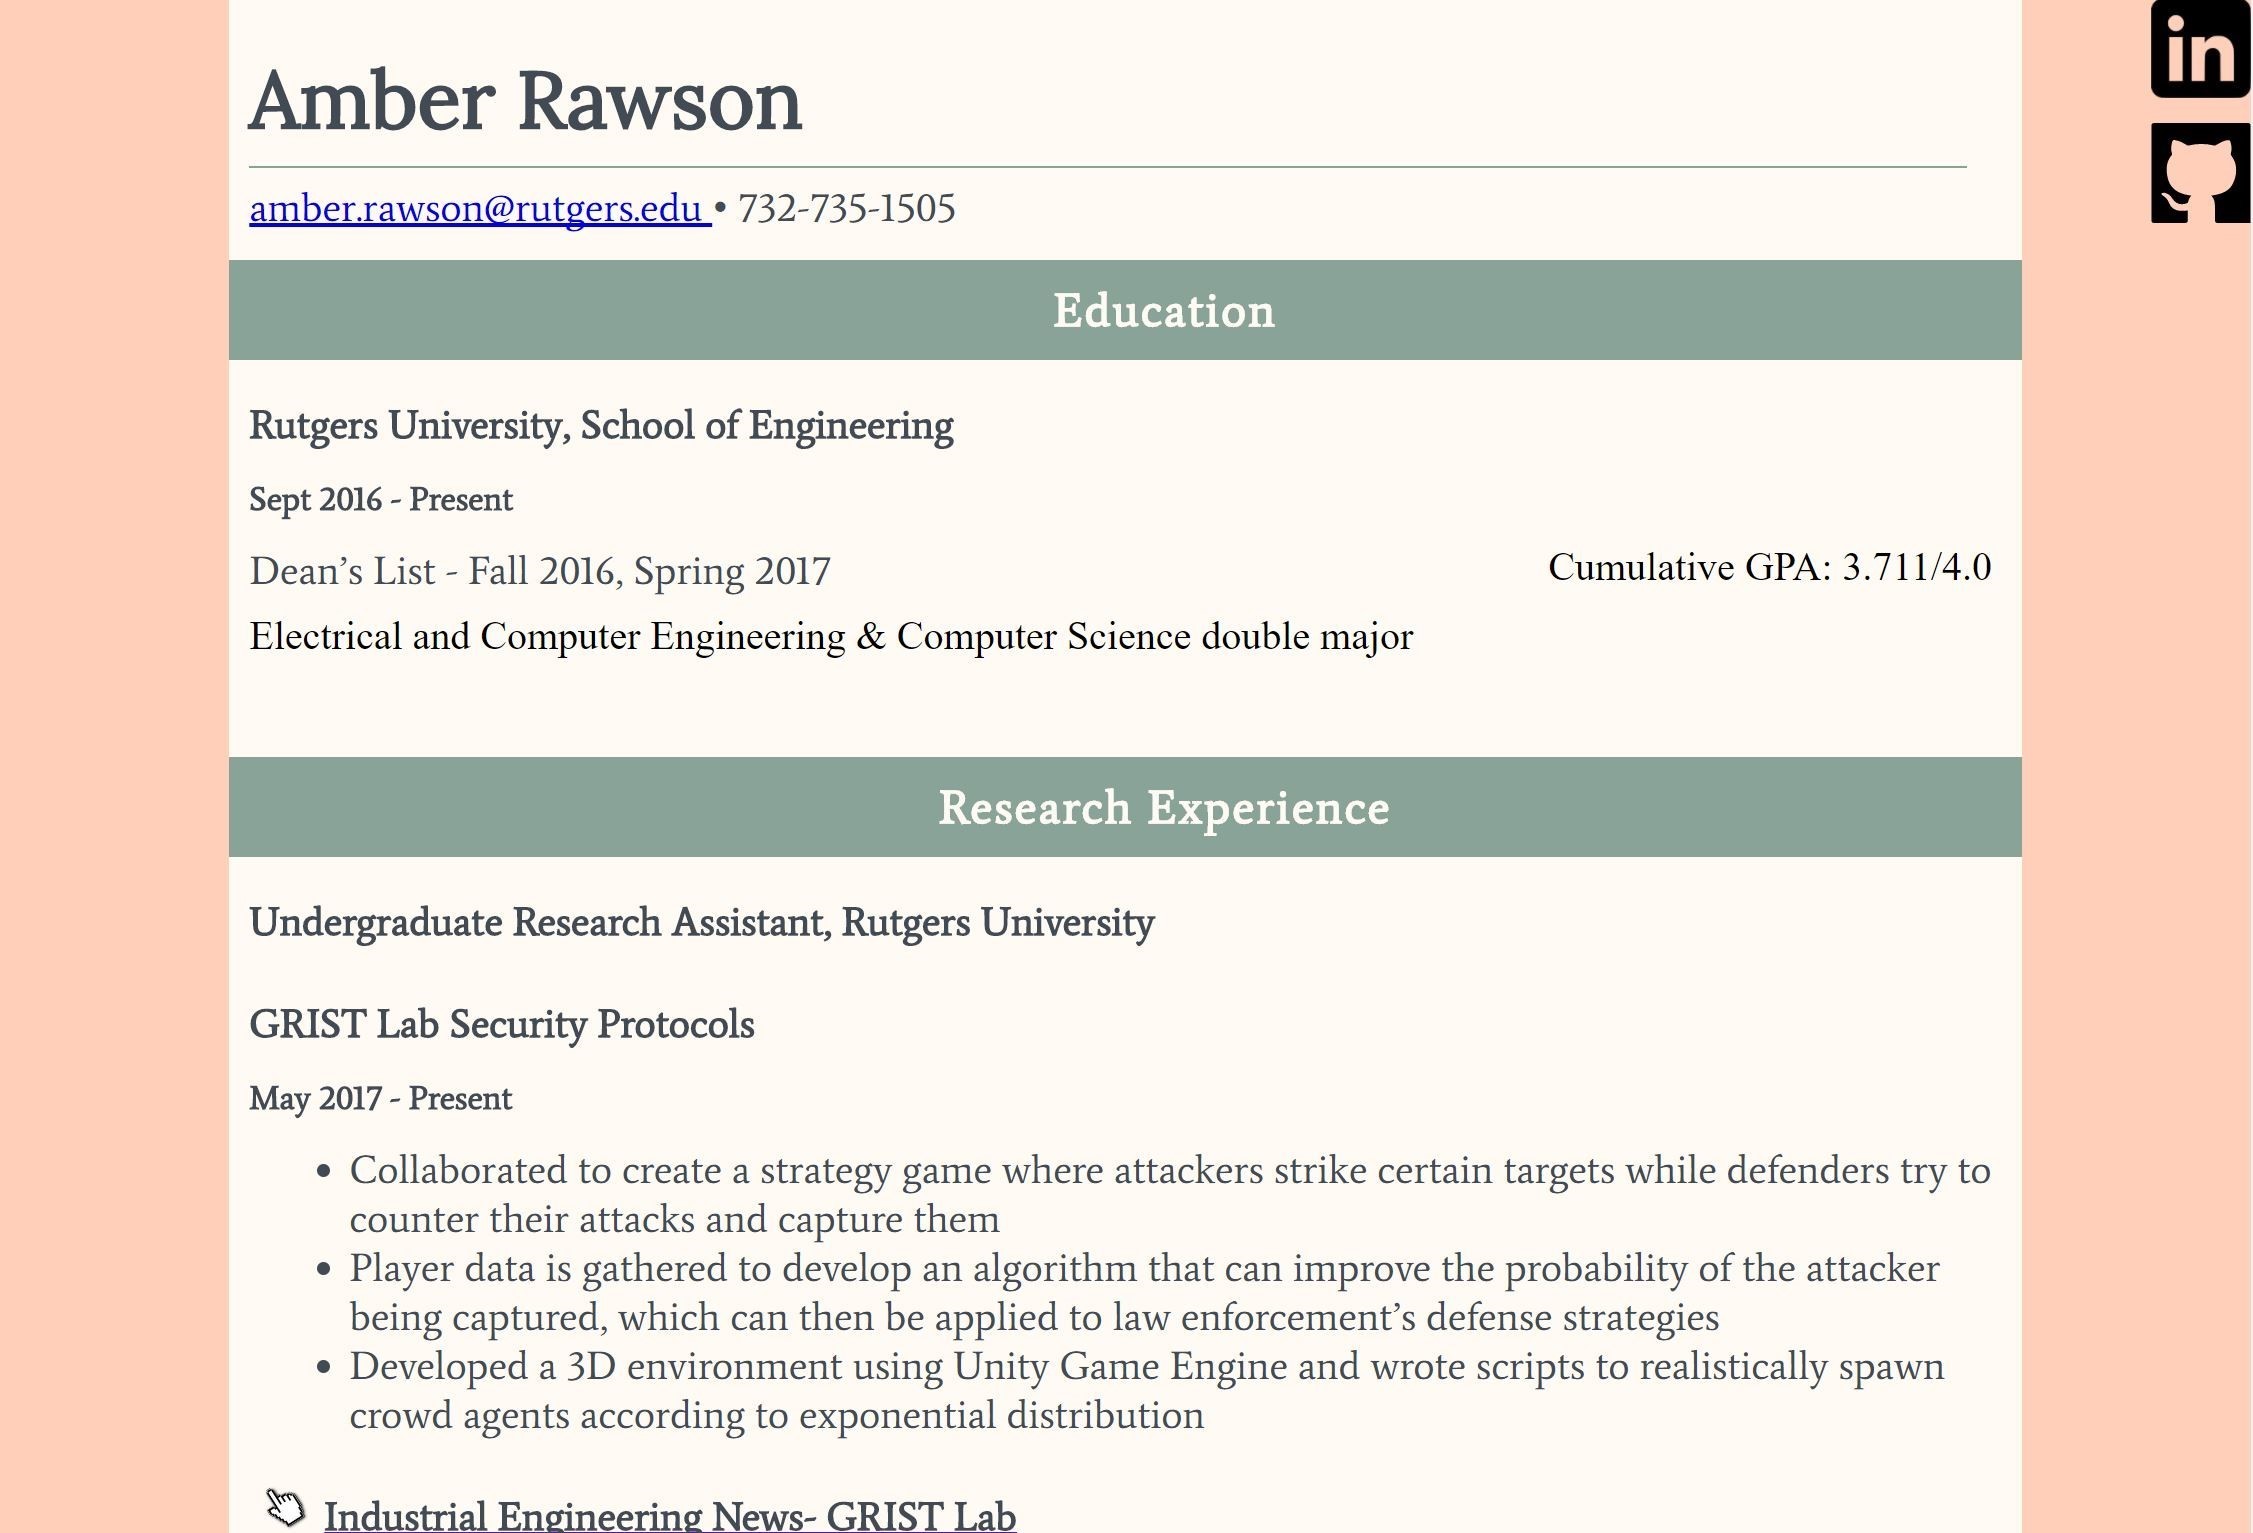 in
Amber Rawson
amber.rawson@rutgers.edu • 732-735-1505
Education
Rutgers University, School of Engineering
Sept 2016 - Present
Dean’s List - Fall 2016, Spring 2017
Cumulative GPA: 3.711/4.0
Electrical and Computer Engineering & Computer Science double major
Research Experience
Undergraduate Research Assistant, Rutgers University
GRIST Lab Security Protocols
May 2017 - Present
• Collaborated to create a strategy game where attackers strike certain targets while defenders try to
counter their attacks and capture them
• Player data is gathered to develop an algorithm that can improve the probability of the attacker
being captured, which can then be applied to law enforcement’s defense strategies
• Developed a 3D environment using Unity Game Engine and wrote scripts to realistically spawn
crowd agents according to exponential distribution
Industrial Engineering News- GRIST Lab